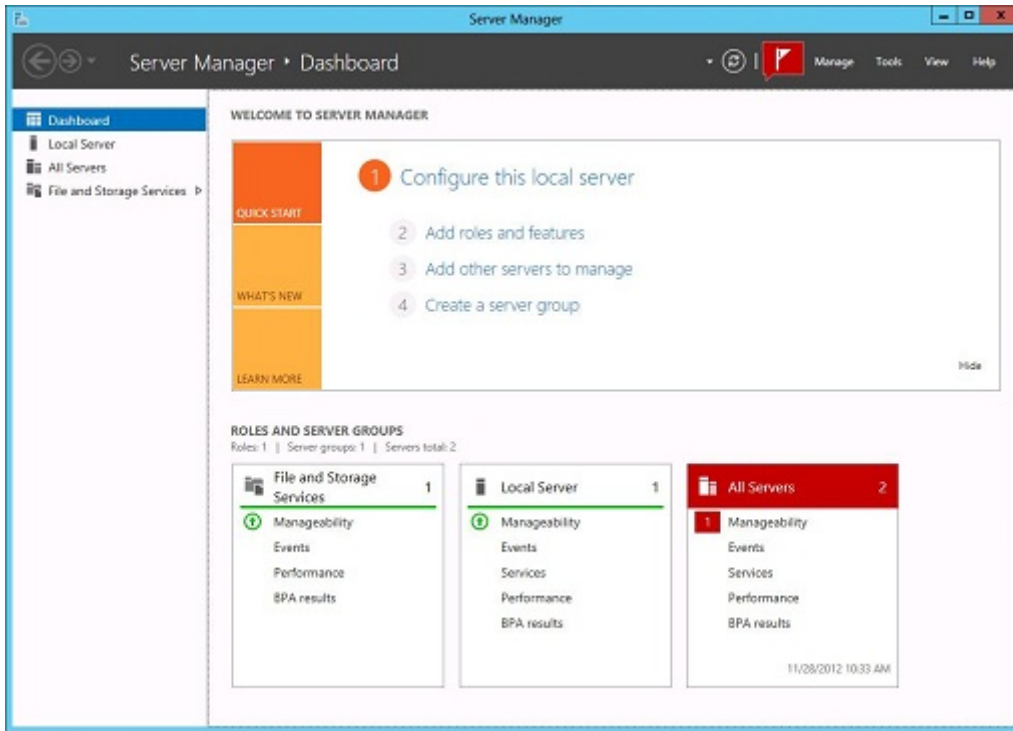 Server Manager
Server Manager • Dashboard
Manage Tools View Help
Dashboard
Local Server
All Servers
File and Storage Services
WELCOME TO SERVER MANAGER
QUICK START
WHAT'S NEW
LEARN MORE
1 Configure this local server
2 Add roles and features
3 Add other servers to manage
4 Create a server group
Hide
ROLES AND SERVER GROUPS
Roles: 1 | Server groups: 1 | Servers total: 2
File and Storage
Services
1
Manageability
Events
Performance
BPA results
Local Server 1
Manageability
Events
Services
Performance
BPA results
All Servers 2
1 Manageability
Events
Services
Performance
BPA results
11/28/2012 10:33 AM